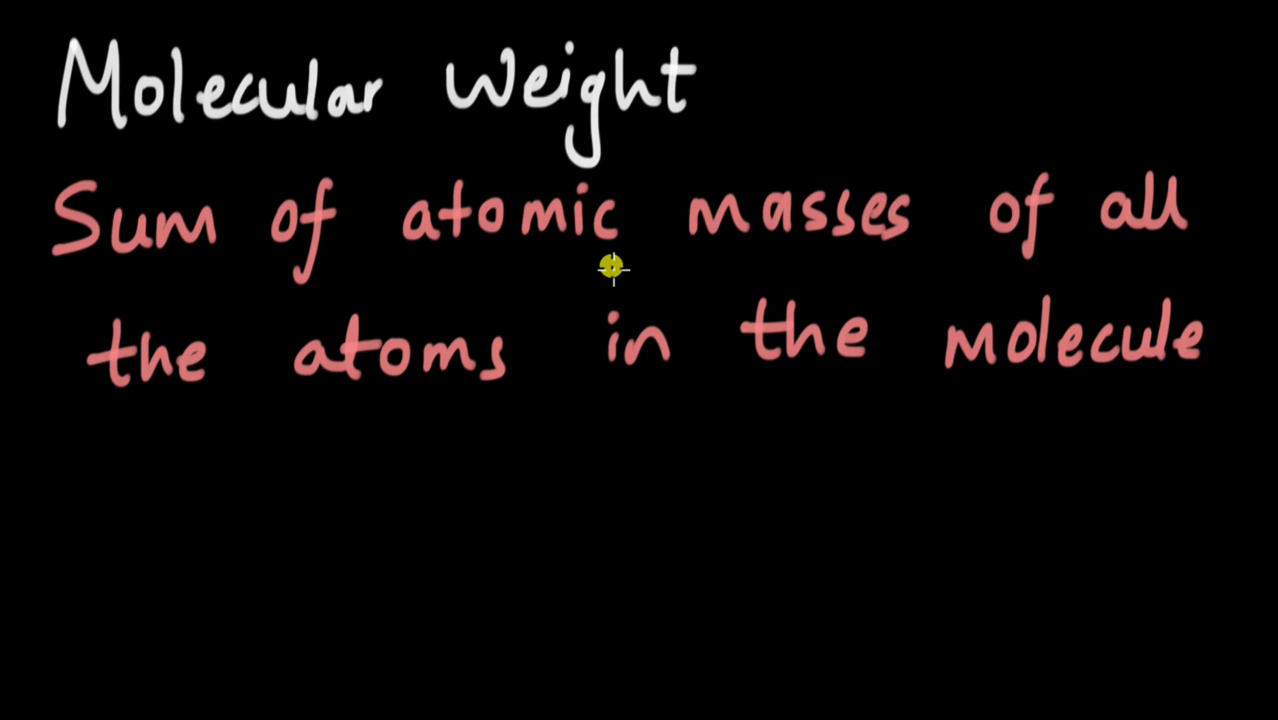 Molecular Weight
Sum of atomic masses of all
the atoms in the molecule